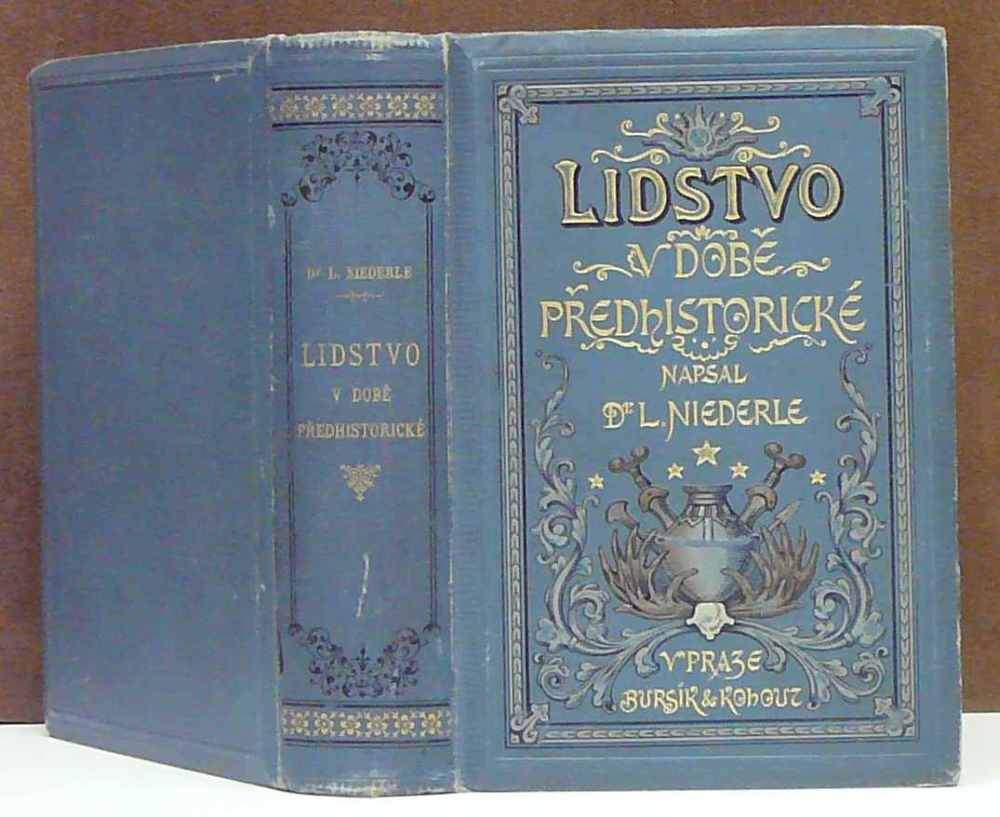 Dr L. NIEDERLE
LIDSTVO
V DOBĚ
PŘEDHISTORICKÉ
LIDSTVO
V DOBĚ
PŘEDHISTORICKÉ
NAPSAL
Dr L. NIEDERLE
V PRAZE
BURSÍK & KOHOUT